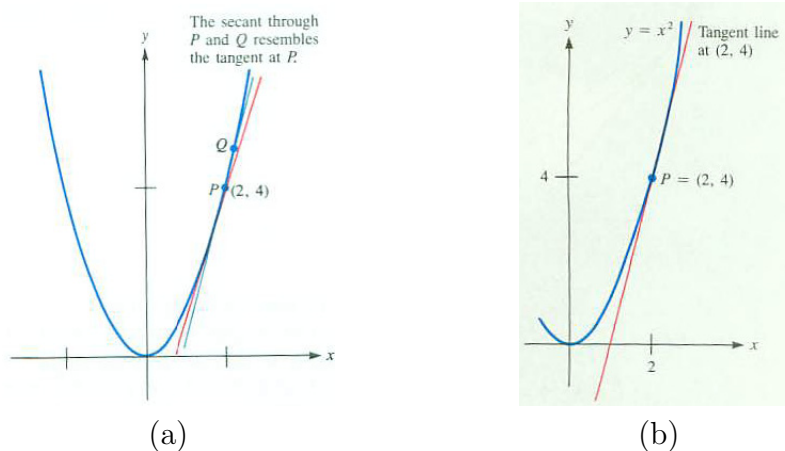 The secant through
P and Q resembles
the tangent at P.
y
Q
P (2, 4)
x
(a)
y
y = x²
Tangent line
at (2, 4)
4
P = (2, 4)
x
2
(b)